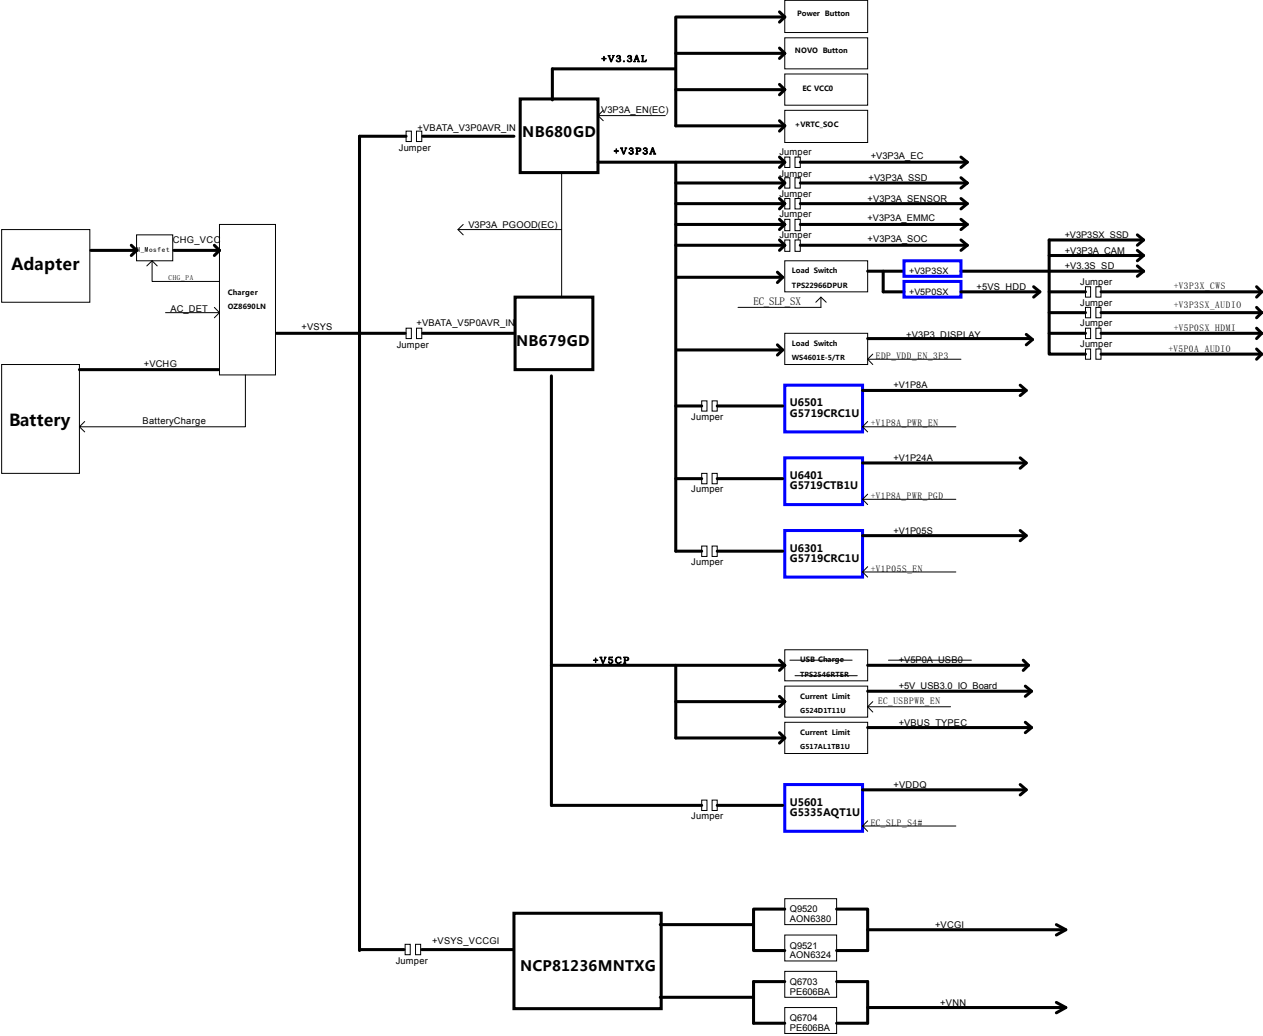 Power Button
+V3.3AL
NOVO Button
EC VCC0
V3P3A_EN(EC)
+VBATA_V3P0AVR_IN
NB680GD
+VRTC_SOC
Jumper
+V3P3A
Jumper
+V3P3A_EC
Jumper
+V3P3A_SSD
Jumper
+V3P3A_SENSOR
Jumper
+V3P3A_EMMC
Jumper
+V3P3A_SOC
V3P3A_PGOOD(EC)
Adapter
N_Mosfet
CHG_VCC
CHG_PA
Charger
OZ8690LN
AC_DET
Load Switch
TPS22966DPUR
EC_SLP_SX
+V3P3SX
+V5P0SX
+5VS_HDD
+V3P3SX_SSD
+V3P3A_CAM
+V3.3S_SD
Jumper
+V3P3X_CWS
Jumper
+V3P3SX_AUDIO
Jumper
+V5P0SX_HDMI
Jumper
+V5P0A_AUDIO
+VSYS
+VBATA_V5P0AVR_IN
Jumper
NB679GD
Load Switch
WS4601E-5/TR
+V3P3_DISPLAY
EDP_VDD_EN_3P3
+VCHG
Battery
BatteryCharge
Jumper
U6501
G5719CRC1U
+V1P8A
+V1P8A_PWR_EN
Jumper
U6401
G5719CTB1U
+V1P24A
+V1P8A_PWR_PGD
Jumper
U6301
G5719CRC1U
+V1P05S
+V1P05S_EN
+V5CP
USB Charge
TPS2546RTER
+V5P0A_USB0
Current Limit
G524D1T11U
+5V_USB3.0_IO_Board
EC_USBPWR_EN
Current Limit
G517AL1TB1U
+VBUS_TYPEC
Jumper
U5601
G5335AQT1U
+VDDQ
EC_SLP_S4#
+VSYS_VCCGI
Jumper
NCP81236MNTXG
Q9520
AON6380
Q9521
AON6324
+VCGI
Q6703
PE606BA
Q6704
PE606BA
+VNN